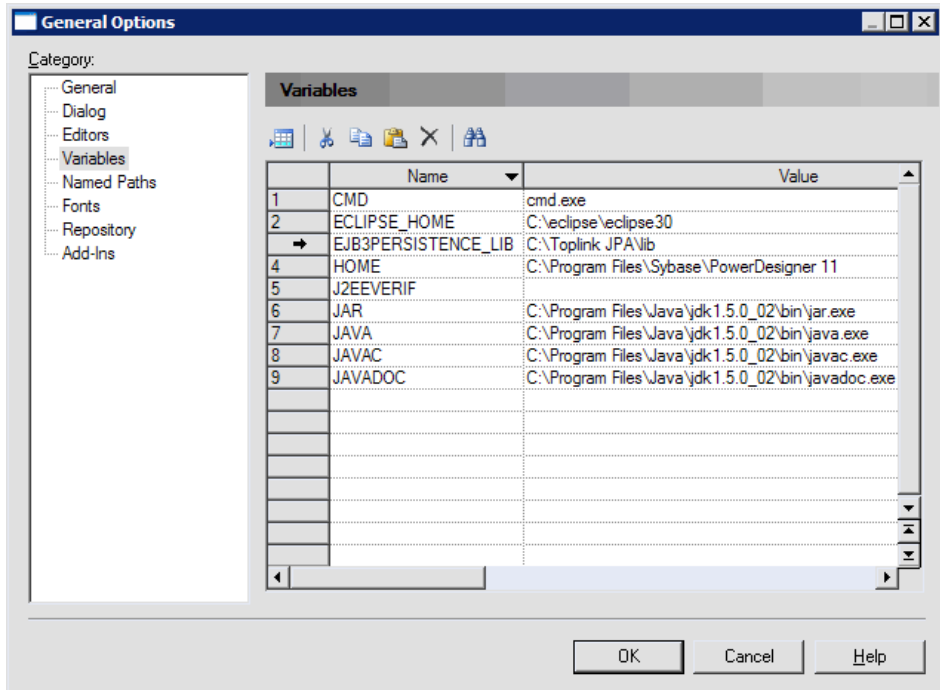 General Options
Category:
General
Dialog
Editors
Variables
Named Paths
Fonts
Repository
Add-Ins
Variables
Name Value
1 CMD cmd.exe
2 ECLIPSE_HOME C:\eclipse\eclipse30
EJB3PERSISTENCE_LIB C:\Toplink JPA\lib
4 HOME C:\Program Files\Sybase\PowerDesigner 11
5 J2EEVERIF
6 JAR C:\Program Files\Java\jdk1.5.0_02\bin\jar.exe
7 JAVA C:\Program Files\Java\jdk1.5.0_02\bin\java.exe
8 JAVAC C:\Program Files\Java\jdk1.5.0_02\bin\javac.exe
9 JAVADOC C:\Program Files\Java\jdk1.5.0_02\bin\javadoc.exe
OK Cancel Help